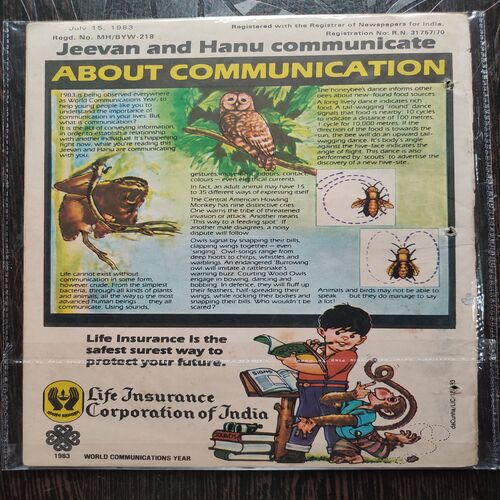 July 15, 1983
Registered with the Registrar of Newspapers for India.
Regd. No. MH/BYW-218
Registration No: R.N. 31757/70
Jeevan and Hanu communicate
ABOUT COMMUNICATION
1983 is being observed everywhere
as World Communications Year, to
help young people like you to
understand the importance of
communication in your lives. But
what is communication?
It is the act of conveying information,
in order to establish a relationship
with another individual. It's happening
right now, while you're reading this
Jeevan and Hanu are communicating
with you.
Life cannot exist without
communication in some form,
however crude. From the simplest
bacteria, through all kinds of plants
and animals, all the way to the most
advanced human beings they all
communicate. Using sounds,
gestures, movements, odours, contact,
colours – even electrical currents.
In fact, an adult animal may have 15
to 35 different ways of expressing itself
The Central American Howling
Monkey has nine distinctive cries.
One warns the tribe of threatened
invasion or attack. Another means
'This way to a feeding spot'. If
another male disagrees, a noisy
dispute will follow
Owls signal by snapping their bills,
clapping wings together – even
'singing'. Owl-songs range from
deep hoots to chirps, whistles and
warblings. An endangered 'Burrowing
owl will imitate a rattlesnake's
warning buzz. Courting Wood Owls
engage in bowing, swaying and
bobbing. In defence, they will fluff up
their feathers, half-spreading their
wings, while rocking their bodies and
snapping their bills. Who wouldn't be
scared?
The honeybee's dance informs other
bees about new-found food sources
A long lively dance indicates rich
food. A tail-wagging 'round' dance
signals that food is nearby, 10 cycles
to indicate a distance of 100 metres,
1 cycle for 10,000 metres. If the
direction of the food is towards the
sun, the bee will do an upward tail-
wagging dance. It's body's angle
against the hive-face indicates the
angle of flight. This dance is also
performed by 'scouts' to advertise the
discovery of a new hive-site.
Animals and birds may not be able to
speak but they do manage to say
a lot!
Life Insurance is the
safest surest way to
protect your future.
Life Insurance
Corporation of India
1983
WORLD COMMUNICATIONS YEAR
SIGNS
SOUNDS